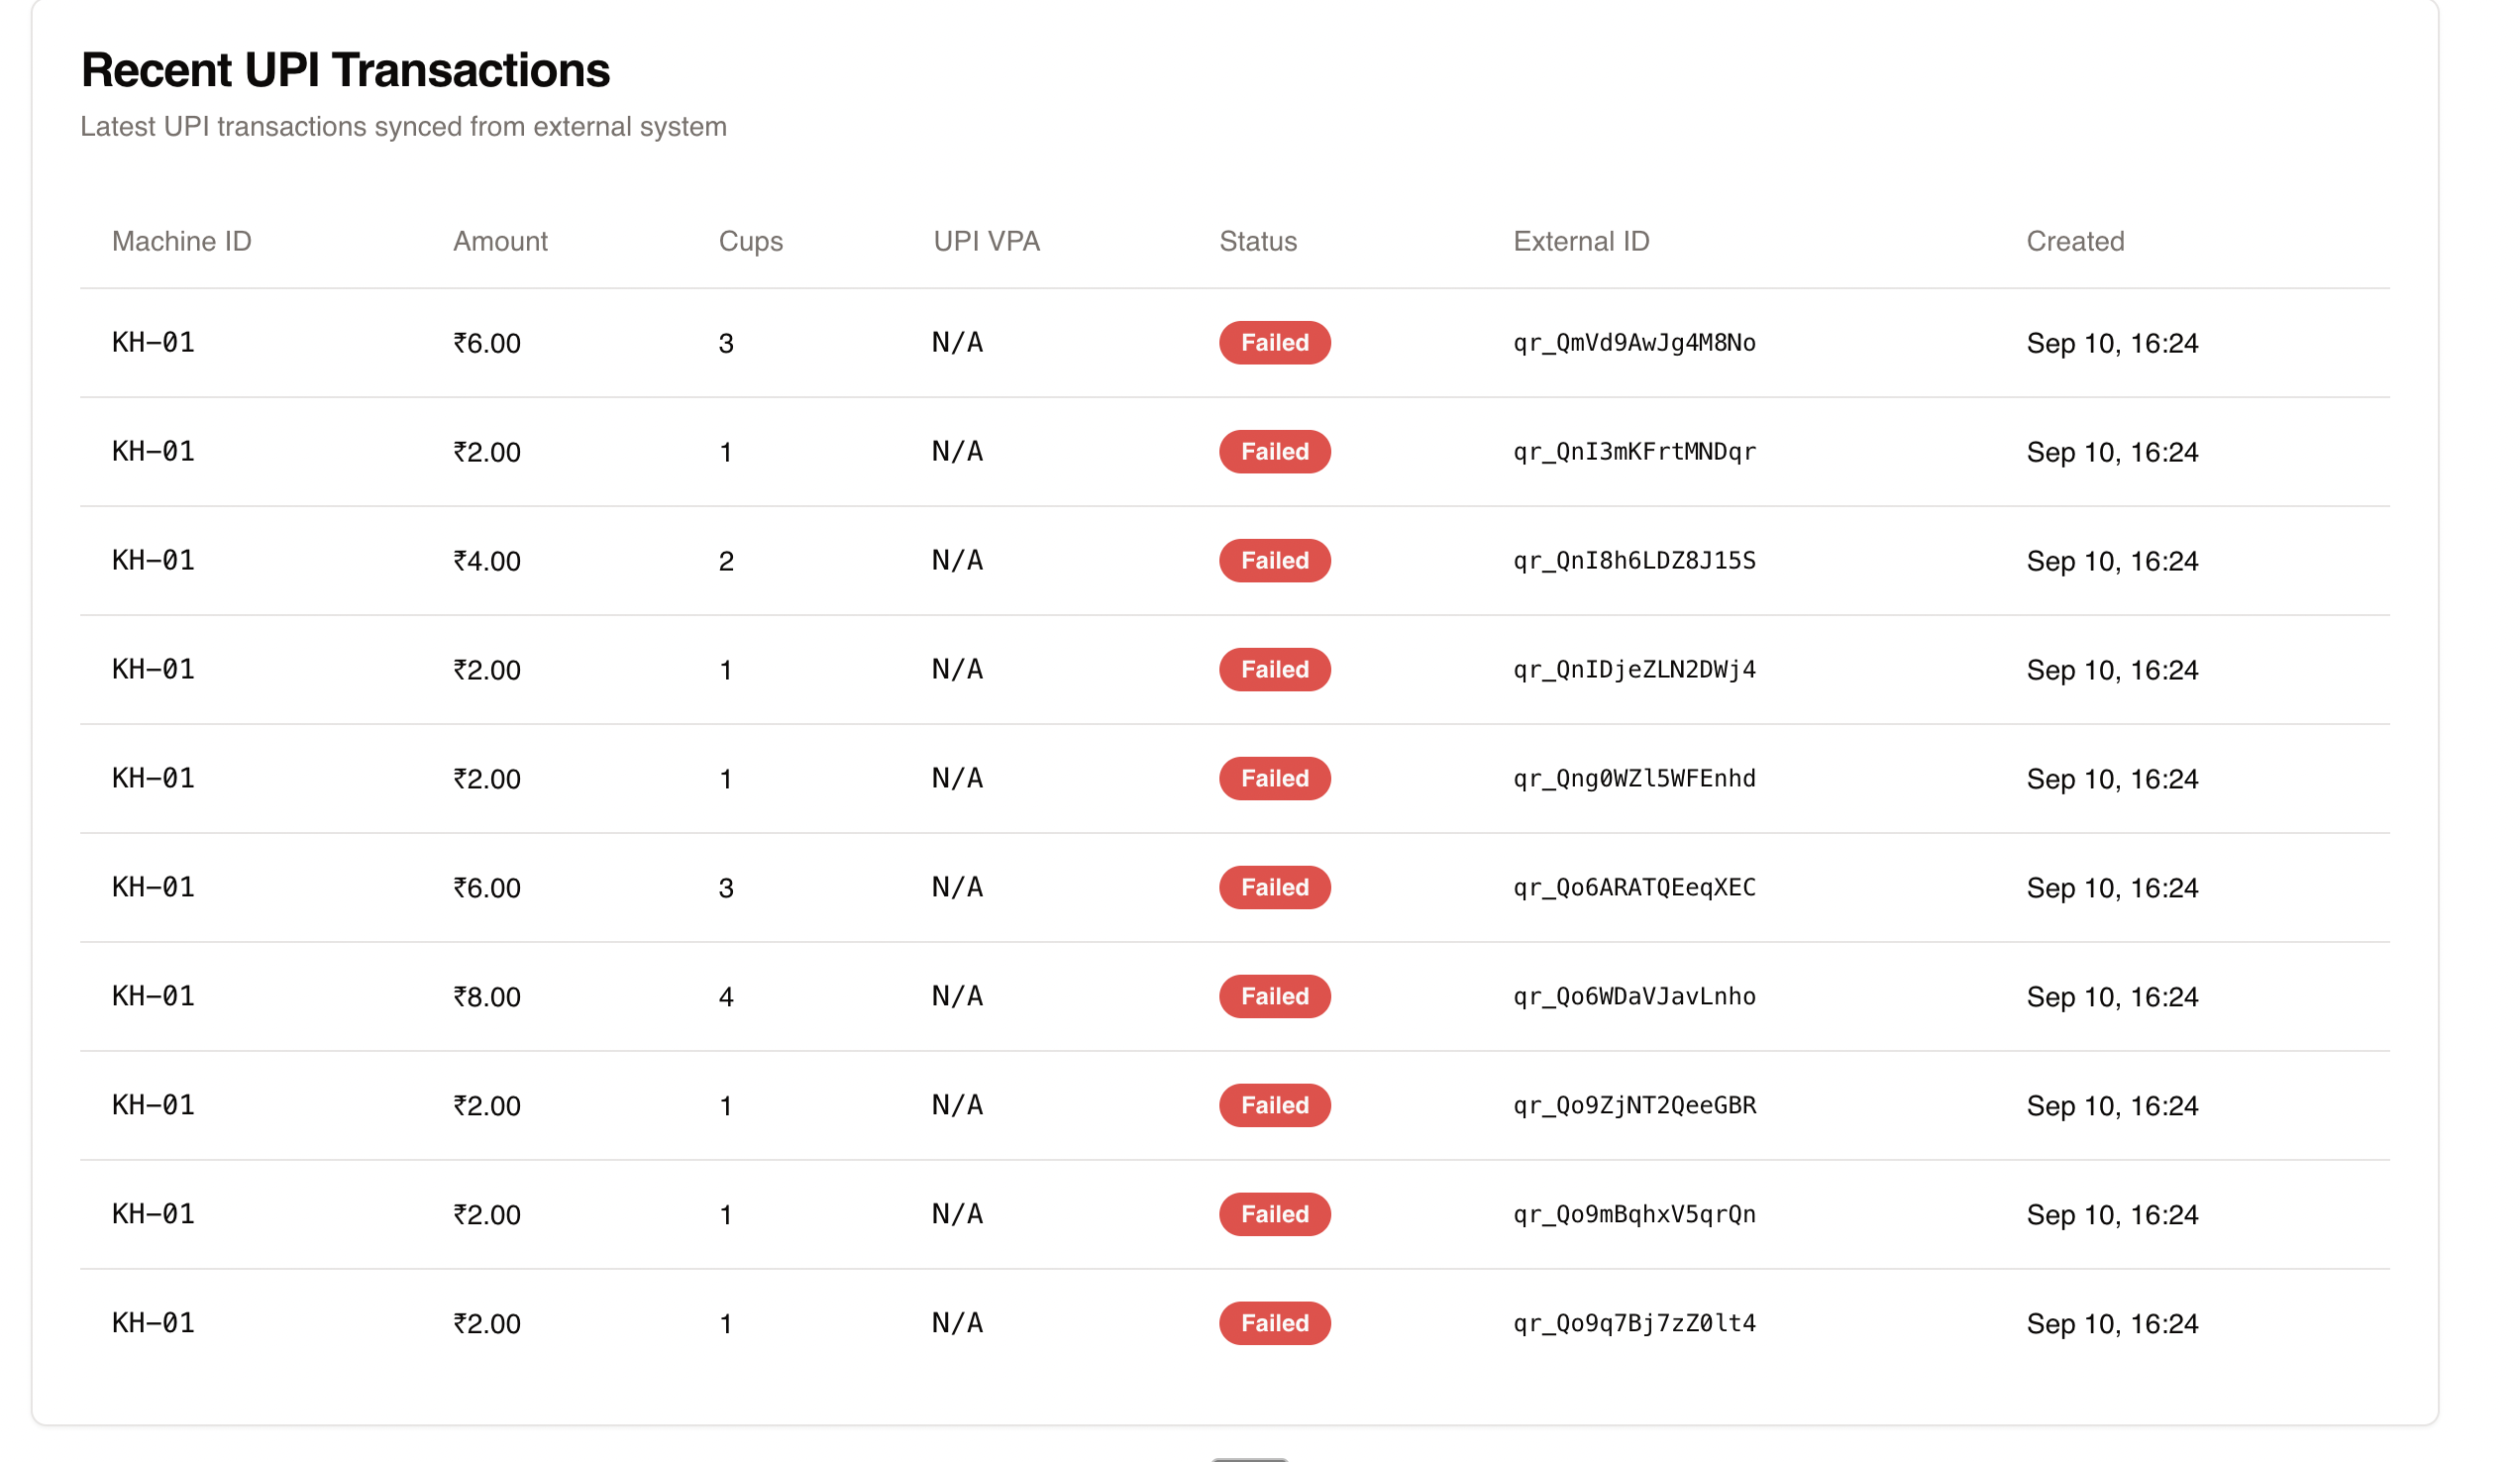 Recent UPI Transactions
Latest UPI transactions synced from external system
Machine ID Amount Cups UPI VPA Status External ID Created
KH-01 ₹6.00 3 N/A Failed qr_QmVd9AwJg4M8No Sep 10, 16:24
KH-01 ₹2.00 1 N/A Failed qr_QnI3mKFrtMNDqr Sep 10, 16:24
KH-01 ₹4.00 2 N/A Failed qr_QnI8h6LDZ8J15S Sep 10, 16:24
KH-01 ₹2.00 1 N/A Failed qr_QnIDjeZLN2DWj4 Sep 10, 16:24
KH-01 ₹2.00 1 N/A Failed qr_Qng0WZl5WFEnhd Sep 10, 16:24
KH-01 ₹6.00 3 N/A Failed qr_Qo6ARATQEeqXEC Sep 10, 16:24
KH-01 ₹8.00 4 N/A Failed qr_Qo6WDaVJavLnho Sep 10, 16:24
KH-01 ₹2.00 1 N/A Failed qr_Qo9ZjNT2QeeGBR Sep 10, 16:24
KH-01 ₹2.00 1 N/A Failed qr_Qo9mBqhxV5qrQn Sep 10, 16:24
KH-01 ₹2.00 1 N/A Failed qr_Qo9q7Bj7zZ0lt4 Sep 10, 16:24